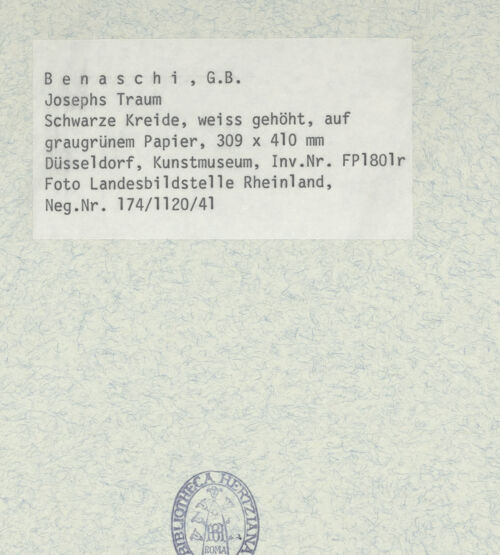 B e n a s c h i , G.B.
Josephs Traum
Schwarze Kreide, weiss gehöht, auf
graugrünem Papier, 309 x 410 mm
Düsseldorf, Kunstmuseum, Inv.Nr. FP1801r
Foto Landesbildstelle Rheinland,
Neg.Nr. 174/1120/41
BIBLIOTHECA HERTZIANA
ROMA